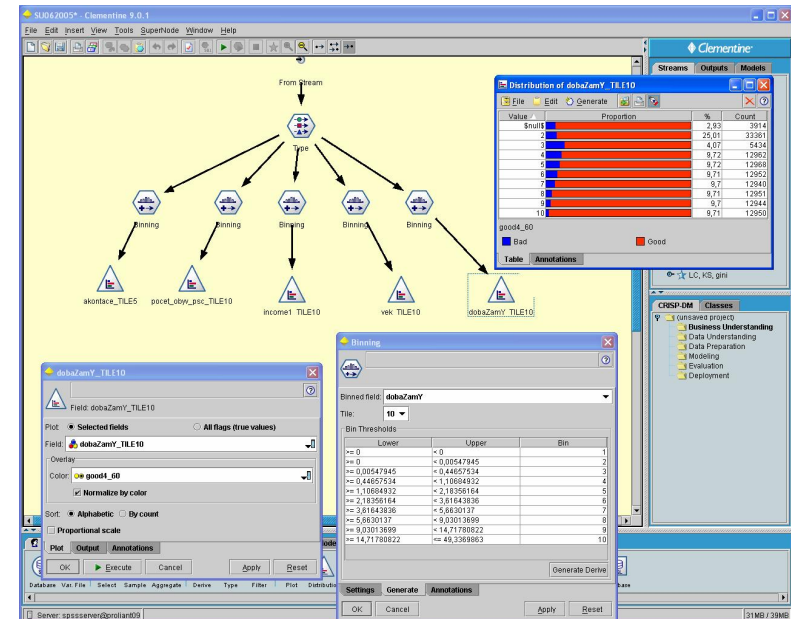 SU062005* - Clementine 9.0.1
File Edit Insert View Tools SuperNode Window Help
From Stream
Type
Binning Binning Binning Binning Binning
akontace_TILE5 pocet_obyv_psc_TILE10 income1_TILE10 vek_TILE10 dobaZamY_TILE10
Clementine
Streams Outputs Models
Distribution of dobaZamY_TILE10
File Edit Generate
Value Proportion % Count
$null$ 2,93 3914
2 25,01 33361
3 4,07 5434
4 9,72 12962
5 9,72 12968
6 9,71 12952
7 9,7 12940
8 9,71 12951
9 9,7 12944
10 9,71 12950
good4_60
Bad Good
Table Annotations
LC, KS, gini
CRISP-DM Classes
(unsaved project)
Business Understanding
Data Understanding
Data Preparation
Modeling
Evaluation
Deployment
dobaZamY_TILE10
Field: dobaZamY_TILE10
Plot: Selected fields All flags (true values)
Field: dobaZamY_TILE10
Overlay
Color: good4_60
Normalize by color
Sort: Alphabetic By count
Proportional scale
Plot Output Annotations
OK Execute Cancel Apply Reset
Binning
Binned field: dobaZamY
Tile: 10
Bin Thresholds
Lower Upper Bin
>= 0 < 0 1
>= 0 < 0,00547945 2
>= 0,00547945 < 0,44657534 3
>= 0,44657534 < 1,10684932 4
>= 1,10684932 < 2,18356164 5
>= 2,18356164 < 3,61643836 6
>= 3,61643836 < 5,6630137 7
>= 5,6630137 < 9,03013699 8
>= 9,03013699 < 14,71780822 9
>= 14,71780822 <= 49,3369863 10
Generate Derive
Settings Generate Annotations
OK Cancel Apply Reset
Database Var. File Select Sample Aggregate Derive Type Filter Plot
Server: spssserver@proliant09 31MB / 39MB